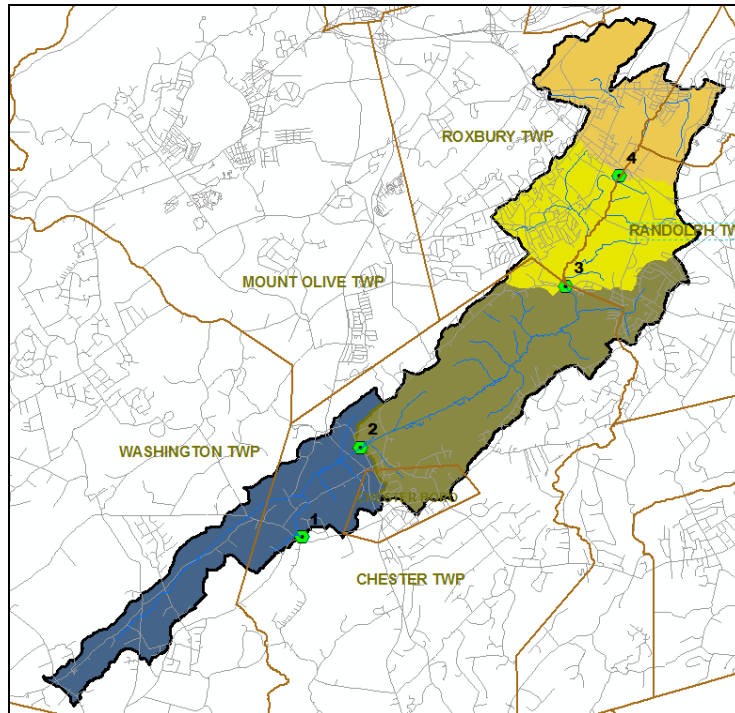 ROXBURY TWP
4
RANDOLPH TW
3
MOUNT OLIVE TWP
2
WASHINGTON TWP
1
CHESTER TWP